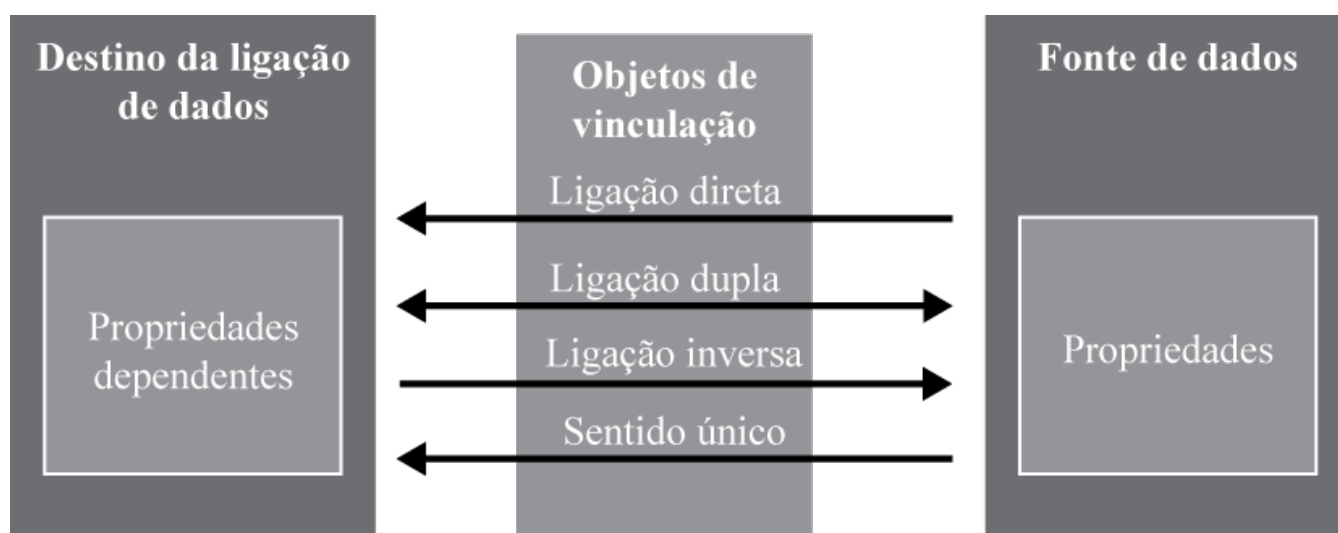 Destino da ligação
de dados
Propriedades
dependentes
Objetos de
vinculação
Ligação direta
Ligação dupla
Ligação inversa
Sentido único
Fonte de dados
Propriedades